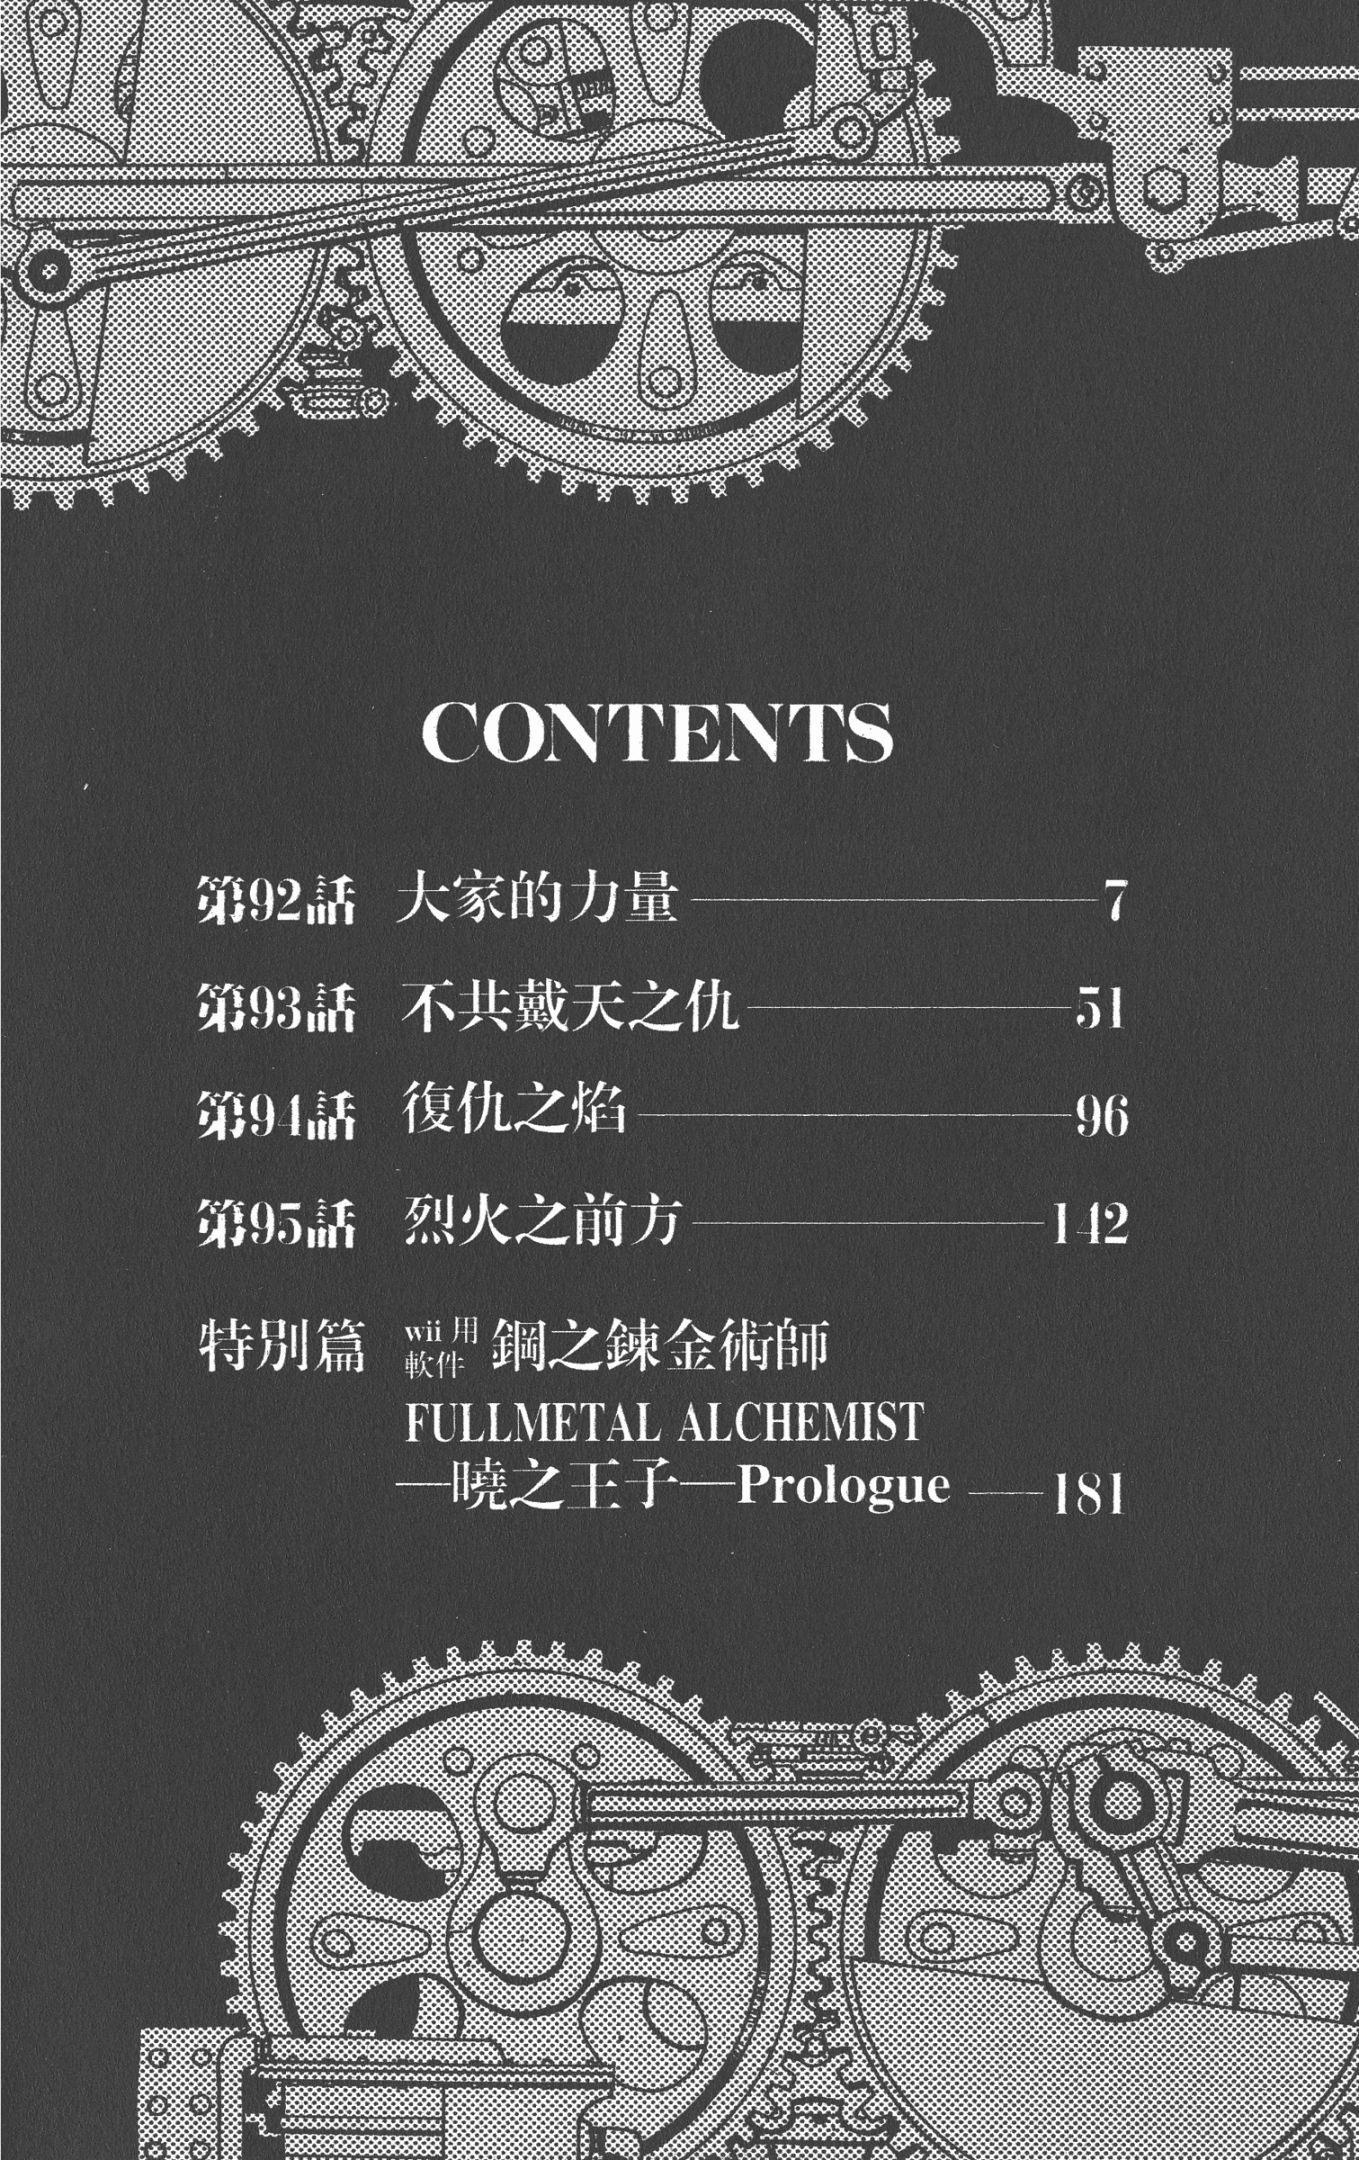 CONTENTS
第92話 大家的力量 7
第93話 不共戴天之仇 51
第94話 復仇之焰 96
第95話 烈火之前方 142
特別篇 wii用軟件 鋼之鍊金術師
FULLMETAL ALCHEMIST
—曉之王子—Prologue 181